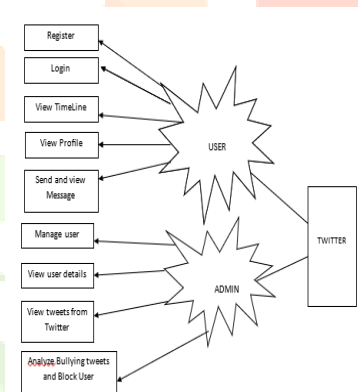 Register
Login
View TimeLine
View Profile
Send and view
Message
USER
Manage user
View user details
View tweets from
Twitter
Analyze Bullying tweets
and Block User
ADMIN
TWITTER